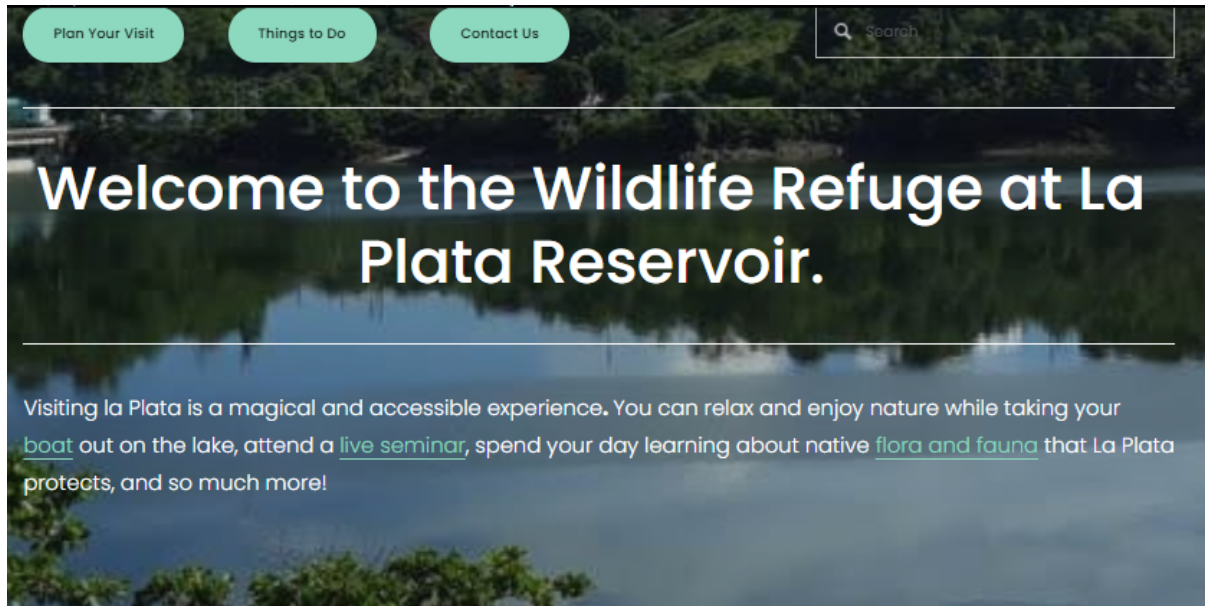 Plan Your Visit
Things to Do
Contact Us
Search
Welcome to the Wildlife Refuge at La
Plata Reservoir.
Visiting la Plata is a magical and accessible experience. You can relax and enjoy nature while taking your
boat out on the lake, attend a live seminar, spend your day learning about native flora and fauna that La Plata
protects, and so much more!